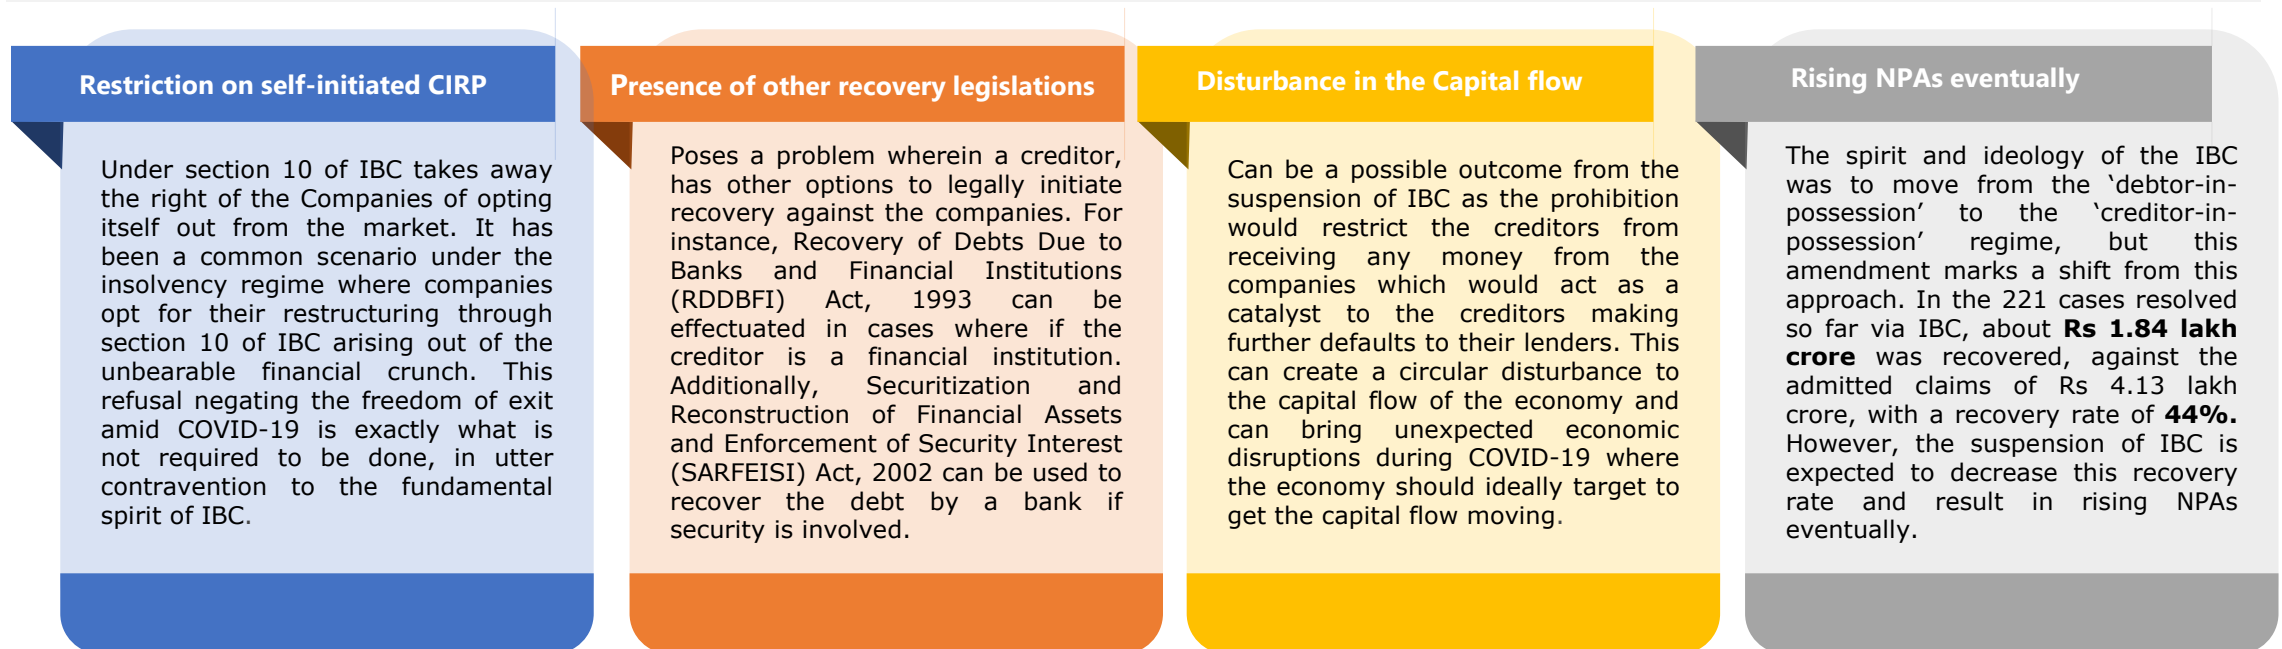 Restriction on self-initiated CIRP
Under section 10 of IBC takes away
the right of the Companies of opting
itself out from the market. It has
been a common scenario under the
insolvency regime where companies
opt for their restructuring through
section 10 of IBC arising out of the
unbearable financial crunch. This
refusal negating the freedom of exit
amid COVID-19 is exactly what is
not required to be done, in utter
contravention to the fundamental
spirit of IBC.
Presence of other recovery legislations
Poses a problem wherein a creditor,
has other options to legally initiate
recovery against the companies. For
instance, Recovery of Debts Due to
Banks and Financial Institutions
(RDDBFI) Act, 1993 can be
effectuated in cases where if the
creditor is a financial institution.
Additionally, Securitization and
Reconstruction of Financial Assets
and Enforcement of Security Interest
(SARFEISI) Act, 2002 can be used to
recover the debt by a bank if
security is involved.
Disturbance in the Capital flow
Can be a possible outcome from the
suspension of IBC as the prohibition
would restrict the creditors from
receiving any money from the
companies which would act as a
catalyst to the creditors making
further defaults to their lenders. This
can create a circular disturbance to
the capital flow of the economy and
can bring unexpected economic
disruptions during COVID-19 where
the economy should ideally target to
get the capital flow moving.
Rising NPAs eventually
The spirit and ideology of the IBC
was to move from the ‘debtor-in-
possession’ to the ‘creditor-in-
possession’ regime, but this
amendment marks a shift from this
approach. In the 221 cases resolved
so far via IBC, about Rs 1.84 lakh
crore was recovered, against the
admitted claims of Rs 4.13 lakh
crore, with a recovery rate of 44%.
However, the suspension of IBC is
expected to decrease this recovery
rate and result in rising NPAs
eventually.